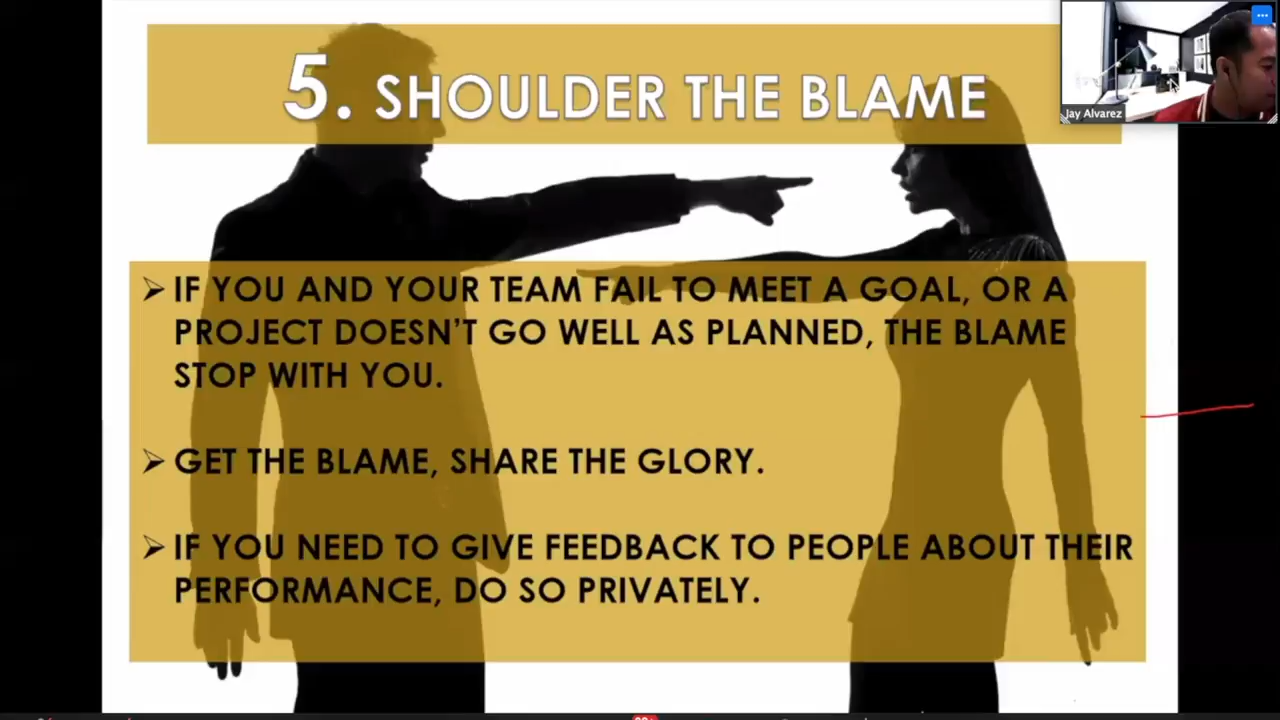 5. SHOULDER THE BLAME
Jay Alvarez
➢ IF YOU AND YOUR TEAM FAIL TO MEET A GOAL, OR A
PROJECT DOESN'T GO WELL AS PLANNED, THE BLAME
STOP WITH YOU.
➢ GET THE BLAME, SHARE THE GLORY.
➢ IF YOU NEED TO GIVE FEEDBACK TO PEOPLE ABOUT THEIR
PERFORMANCE, DO SO PRIVATELY.